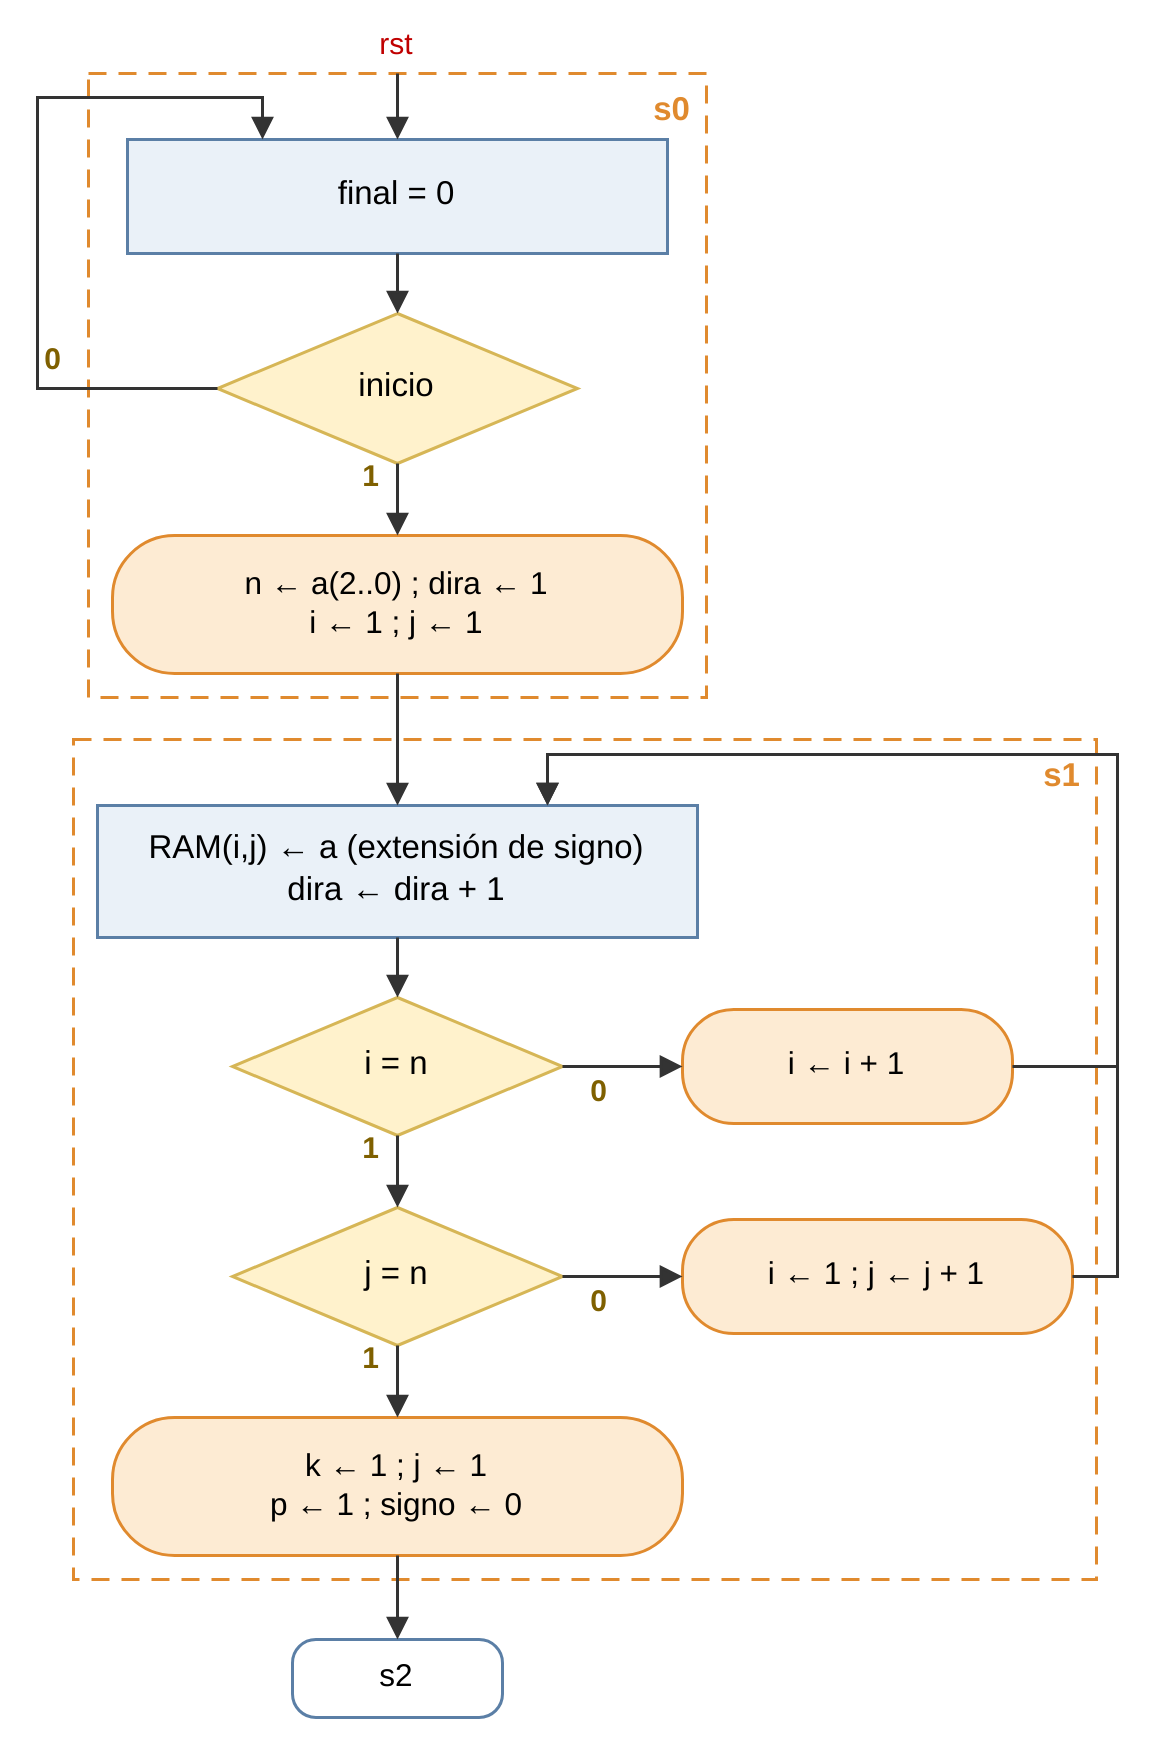 rst
s0
final = 0
inicio
0
1
n ← a(2..0) ; dira ← 1
i ← 1 ; j ← 1
s1
RAM(i,j) ← a (extensión de signo)
dira ← dira + 1
i = n
0
i ← i + 1
1
j = n
0
i ← 1 ; j ← j + 1
1
k ← 1 ; j ← 1
p ← 1 ; signo ← 0
s2